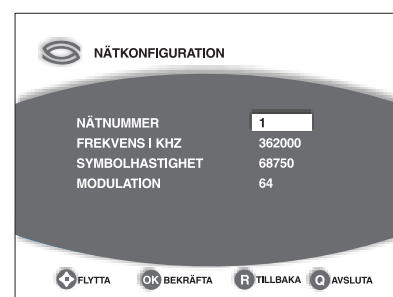 NÄTKONFIGURATION
NÄTNUMMER 1
FREKVENS I KHZ 362000
SYMBOLHASTIGHET 68750
MODULATION 64
FLYTTA OK BEKRÄFTA R TILLBAKA Q AVSLUTA